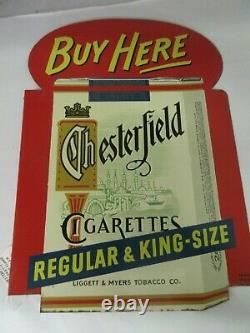 BUY HERE
Chesterfield
CIGARETTES
REGULAR & KING-SIZE
LIGGETT & MYERS TOBACCO CO.